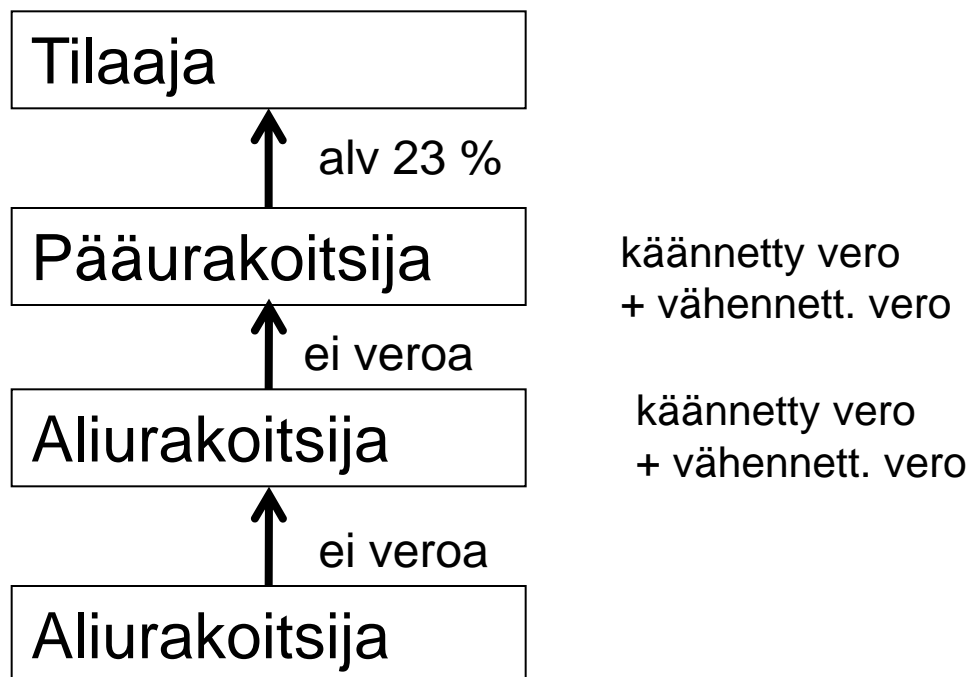 Tilaaja
alv 23 %
Pääurakoitsija
käännetty vero
+ vähennett. vero
ei veroa
Aliurakoitsija
käännetty vero
+ vähennett. vero
ei veroa
Aliurakoitsija